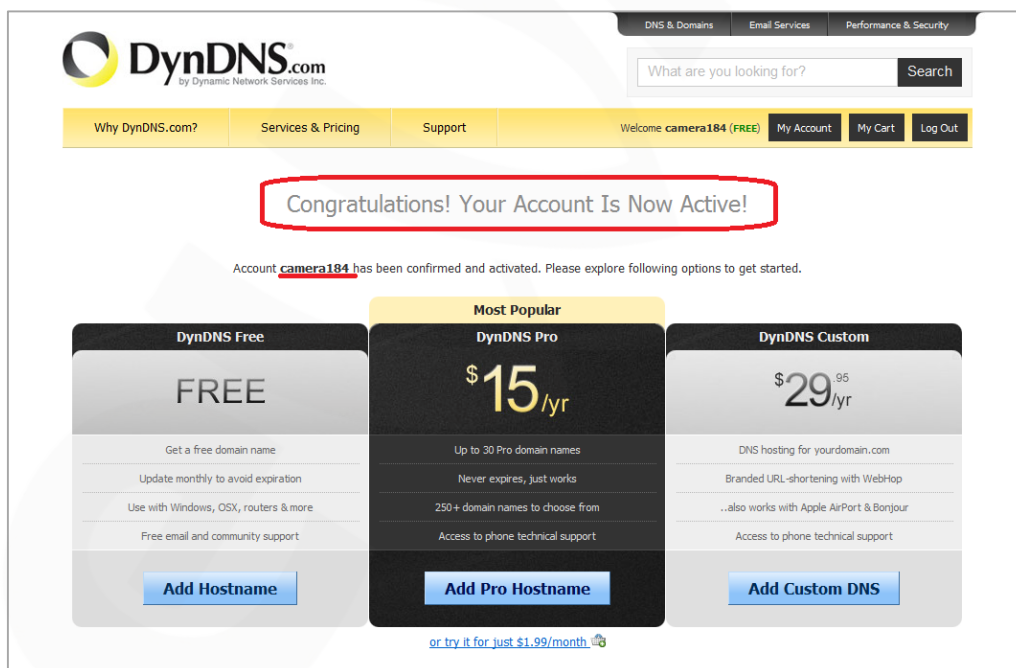 DNS & Domains Email Services Performance & Security
DynDNS.com
by Dynamic Network Services Inc.
What are you looking for? Search
Why DynDNS.com? Services & Pricing Support Welcome camera184 (FREE) My Account My Cart Log Out
Congratulations! Your Account Is Now Active!
Account camera184 has been confirmed and activated. Please explore following options to get started.
Most Popular
DynDNS Free
FREE
Get a free domain name
Update monthly to avoid expiration
Use with Windows, OSX, routers & more
Free email and community support
Add Hostname
DynDNS Pro
$15/yr
Up to 30 Pro domain names
Never expires, just works
250+ domain names to choose from
Access to phone technical support
Add Pro Hostname
or try it for just $1.99/month
DynDNS Custom
$29.95/yr
DNS hosting for yourdomain.com
Branded URL-shortening with WebHop
..also works with Apple AirPort & Bonjour
Access to phone technical support
Add Custom DNS